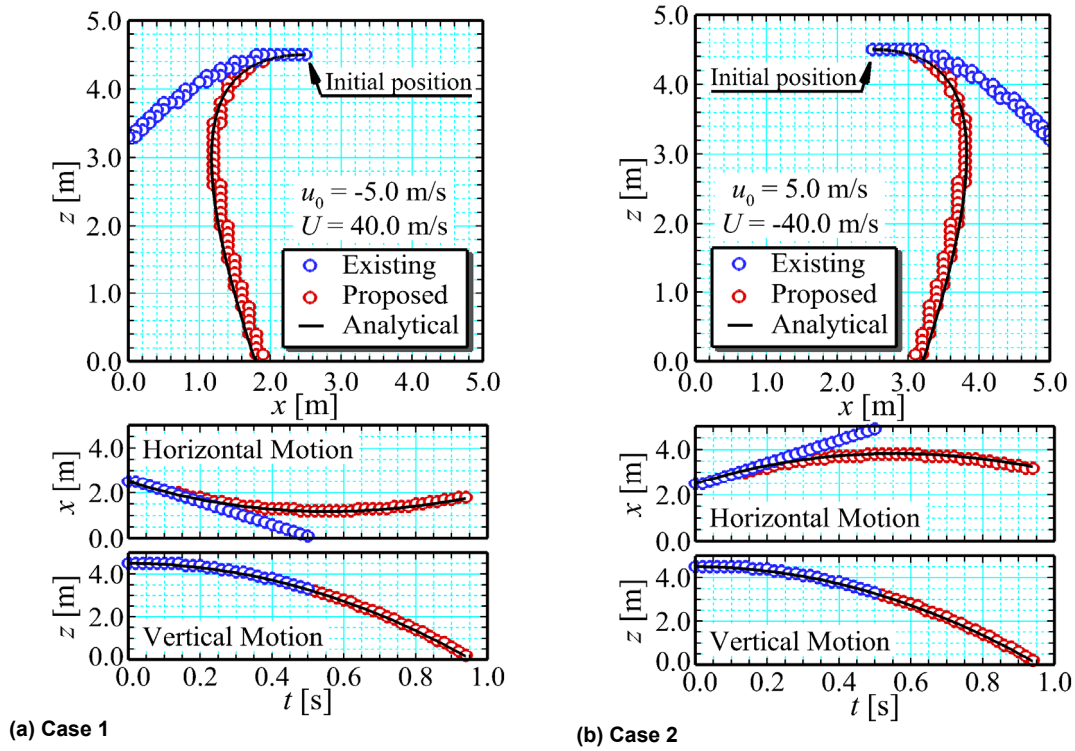 5.0
4.0
3.0
2.0
1.0
0.0
z [m]
Initial position
u0 = -5.0 m/s
U = 40.0 m/s
Existing
Proposed
Analytical
0.0 1.0 2.0 3.0 4.0 5.0
x [m]
4.0
2.0
0.0
x [m]
Horizontal Motion
4.0
2.0
0.0
z [m]
Vertical Motion
0.0 0.2 0.4 0.6 0.8 1.0
t [s]
(a) Case 1
5.0
4.0
3.0
2.0
1.0
0.0
z [m]
Initial position
u0 = 5.0 m/s
U = -40.0 m/s
Existing
Proposed
Analytical
0.0 1.0 2.0 3.0 4.0 5.0
x [m]
4.0
2.0
0.0
x [m]
Horizontal Motion
4.0
2.0
0.0
z [m]
Vertical Motion
0.0 0.2 0.4 0.6 0.8 1.0
t [s]
(b) Case 2